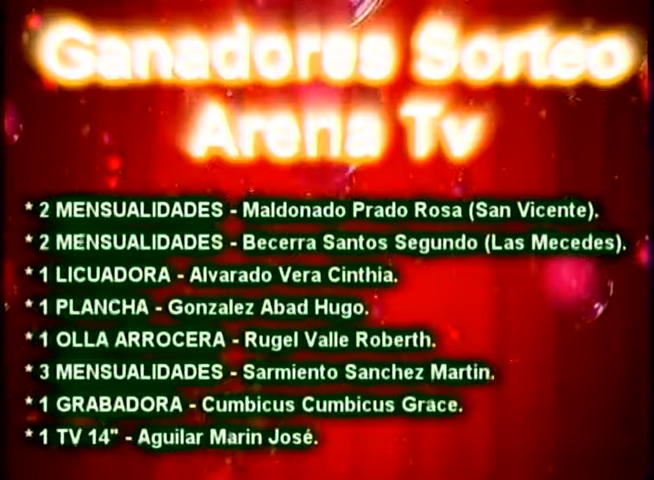 Ganadores Sorteo
Arena Tv
* 2 MENSUALIDADES - Maldonado Prado Rosa (San Vicente).
* 2 MENSUALIDADES - Becerra Santos Segundo (Las Mecedes).
* 1 LICUADORA - Alvarado Vera Cinthia.
* 1 PLANCHA - Gonzalez Abad Hugo.
* 1 OLLA ARROCERA - Rugel Valle Roberth.
* 3 MENSUALIDADES - Sarmiento Sanchez Martin.
* 1 GRABADORA - Cumbicus Cumbicus Grace.
* 1 TV 14" - Aguilar Marin José.